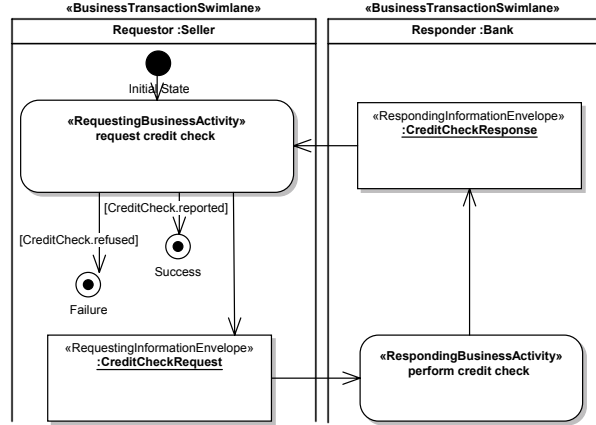 «BusinessTransactionSwimlane»
Requestor :Seller
Initial State
«RequestingBusinessActivity»
request credit check
[CreditCheck.reported]
[CreditCheck.refused]
Success
Failure
«RequestingInformationEnvelope»
:CreditCheckRequest
«BusinessTransactionSwimlane»
Responder :Bank
«RespondingInformationEnvelope»
:CreditCheckResponse
«RespondingBusinessActivity»
perform credit check